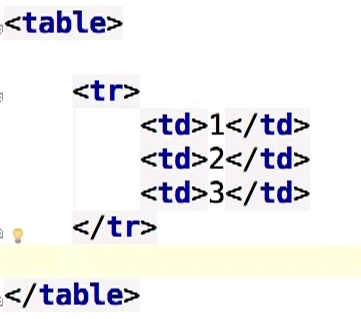 <table>
<tr>
<td>1</td>
<td>2</td>
<td>3</td>
</tr>
</table>